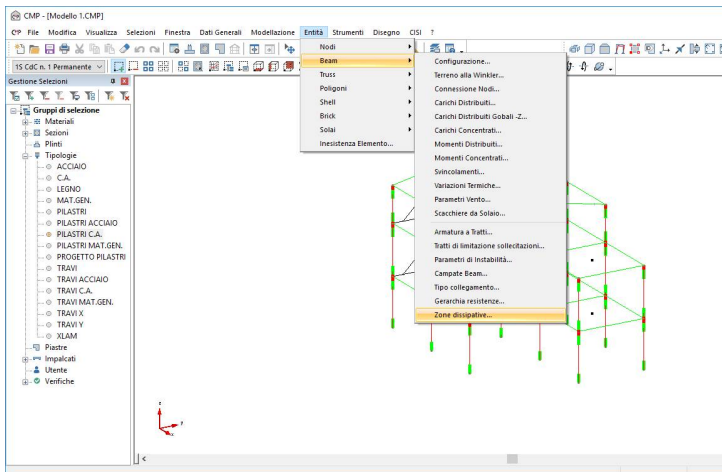 CMP - [Modello 1.CMP]
File Modifica Visualizza Selezioni Finestra Dati Generali Modellazione Entità Strumenti Disegno CISI ?
1S CdC n. 1 Permanente
Gestione Selezioni
Gruppi di selezione
Materiali
Sezioni
Plinti
Tipologie
ACCIAIO
C.A.
LEGNO
MAT.GEN.
PILASTRI
PILASTRI ACCIAIO
PILASTRI C.A.
PILASTRI MAT.GEN.
PROGETTO PILASTRI
TRAVI
TRAVI ACCIAIO
TRAVI C.A.
TRAVI MAT.GEN.
TRAVI X
TRAVI Y
XLAM
Piastre
Impalcati
Utente
Verifiche
Nodi
Beam
Truss
Poligoni
Shell
Brick
Solai
Inesistenza Elemento...
Configurazione...
Terreno alla Winkler...
Connessione Nodi...
Carichi Distribuiti...
Carichi Distribuiti Gobali -Z...
Carichi Concentrati...
Momenti Distribuiti...
Momenti Concentrati...
Svincolamenti...
Variazioni Termiche...
Parametri Vento...
Scacchiere da Solaio...
Armatura a Tratti...
Tratti di limitazione sollecitazioni...
Parametri di Instabilità...
Campate Beam...
Tipo collegamento...
Gerarchia resistenze...
Zone dissipative...